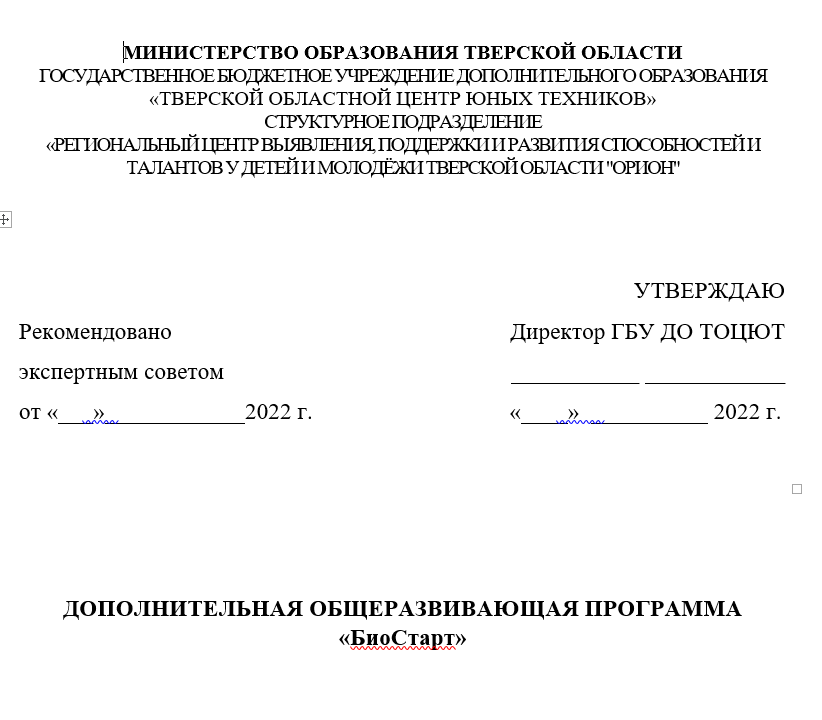 МИНИСТЕРСТВО ОБРАЗОВАНИЯ ТВЕРСКОЙ ОБЛАСТИ
ГОСУДАРСТВЕННОЕ БЮДЖЕТНОЕ УЧРЕЖДЕНИЕ ДОПОЛНИТЕЛЬНОГО ОБРАЗОВАНИЯ
«ТВЕРСКОЙ ОБЛАСТНОЙ ЦЕНТР ЮНЫХ ТЕХНИКОВ»
СТРУКТУРНОЕ ПОДРАЗДЕЛЕНИЕ
«РЕГИОНАЛЬНЫЙ ЦЕНТР ВЫЯВЛЕНИЯ, ПОДДЕРЖКИ И РАЗВИТИЯ СПОСОБНОСТЕЙ И
ТАЛАНТОВ У ДЕТЕЙ И МОЛОДЁЖИ ТВЕРСКОЙ ОБЛАСТИ "ОРИОН"
УТВЕРЖДАЮ
Рекомендовано Директор ГБУ ДО ТОЦЮТ
экспертным советом ___________ ____________
от «___»____________2022 г. «____»___________ 2022 г.
ДОПОЛНИТЕЛЬНАЯ ОБЩЕРАЗВИВАЮЩАЯ ПРОГРАММА
«БиоСтарт»